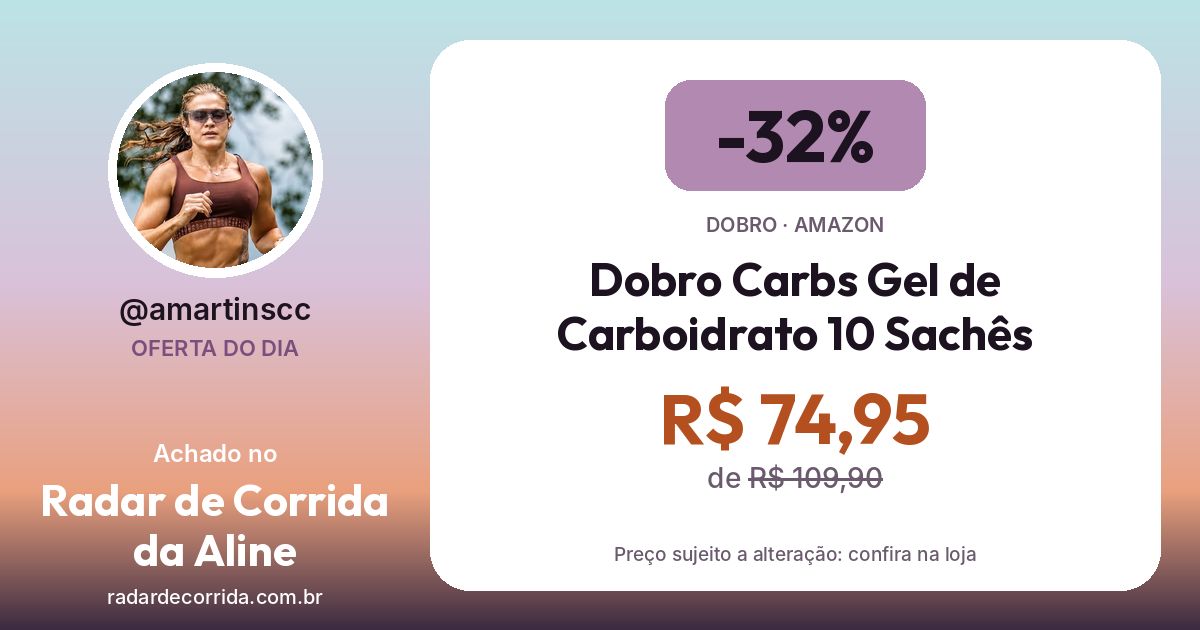 @amartinscc
OFERTA DO DIA
Achado no
Radar de Corrida
da Aline
radardecorrida.com.br
-32%
DOBRO · AMAZON
Dobro Carbs Gel de
Carboidrato 10 Sachês
R$ 74,95
de R$ 109,90
Preço sujeito a alteração: confira na loja